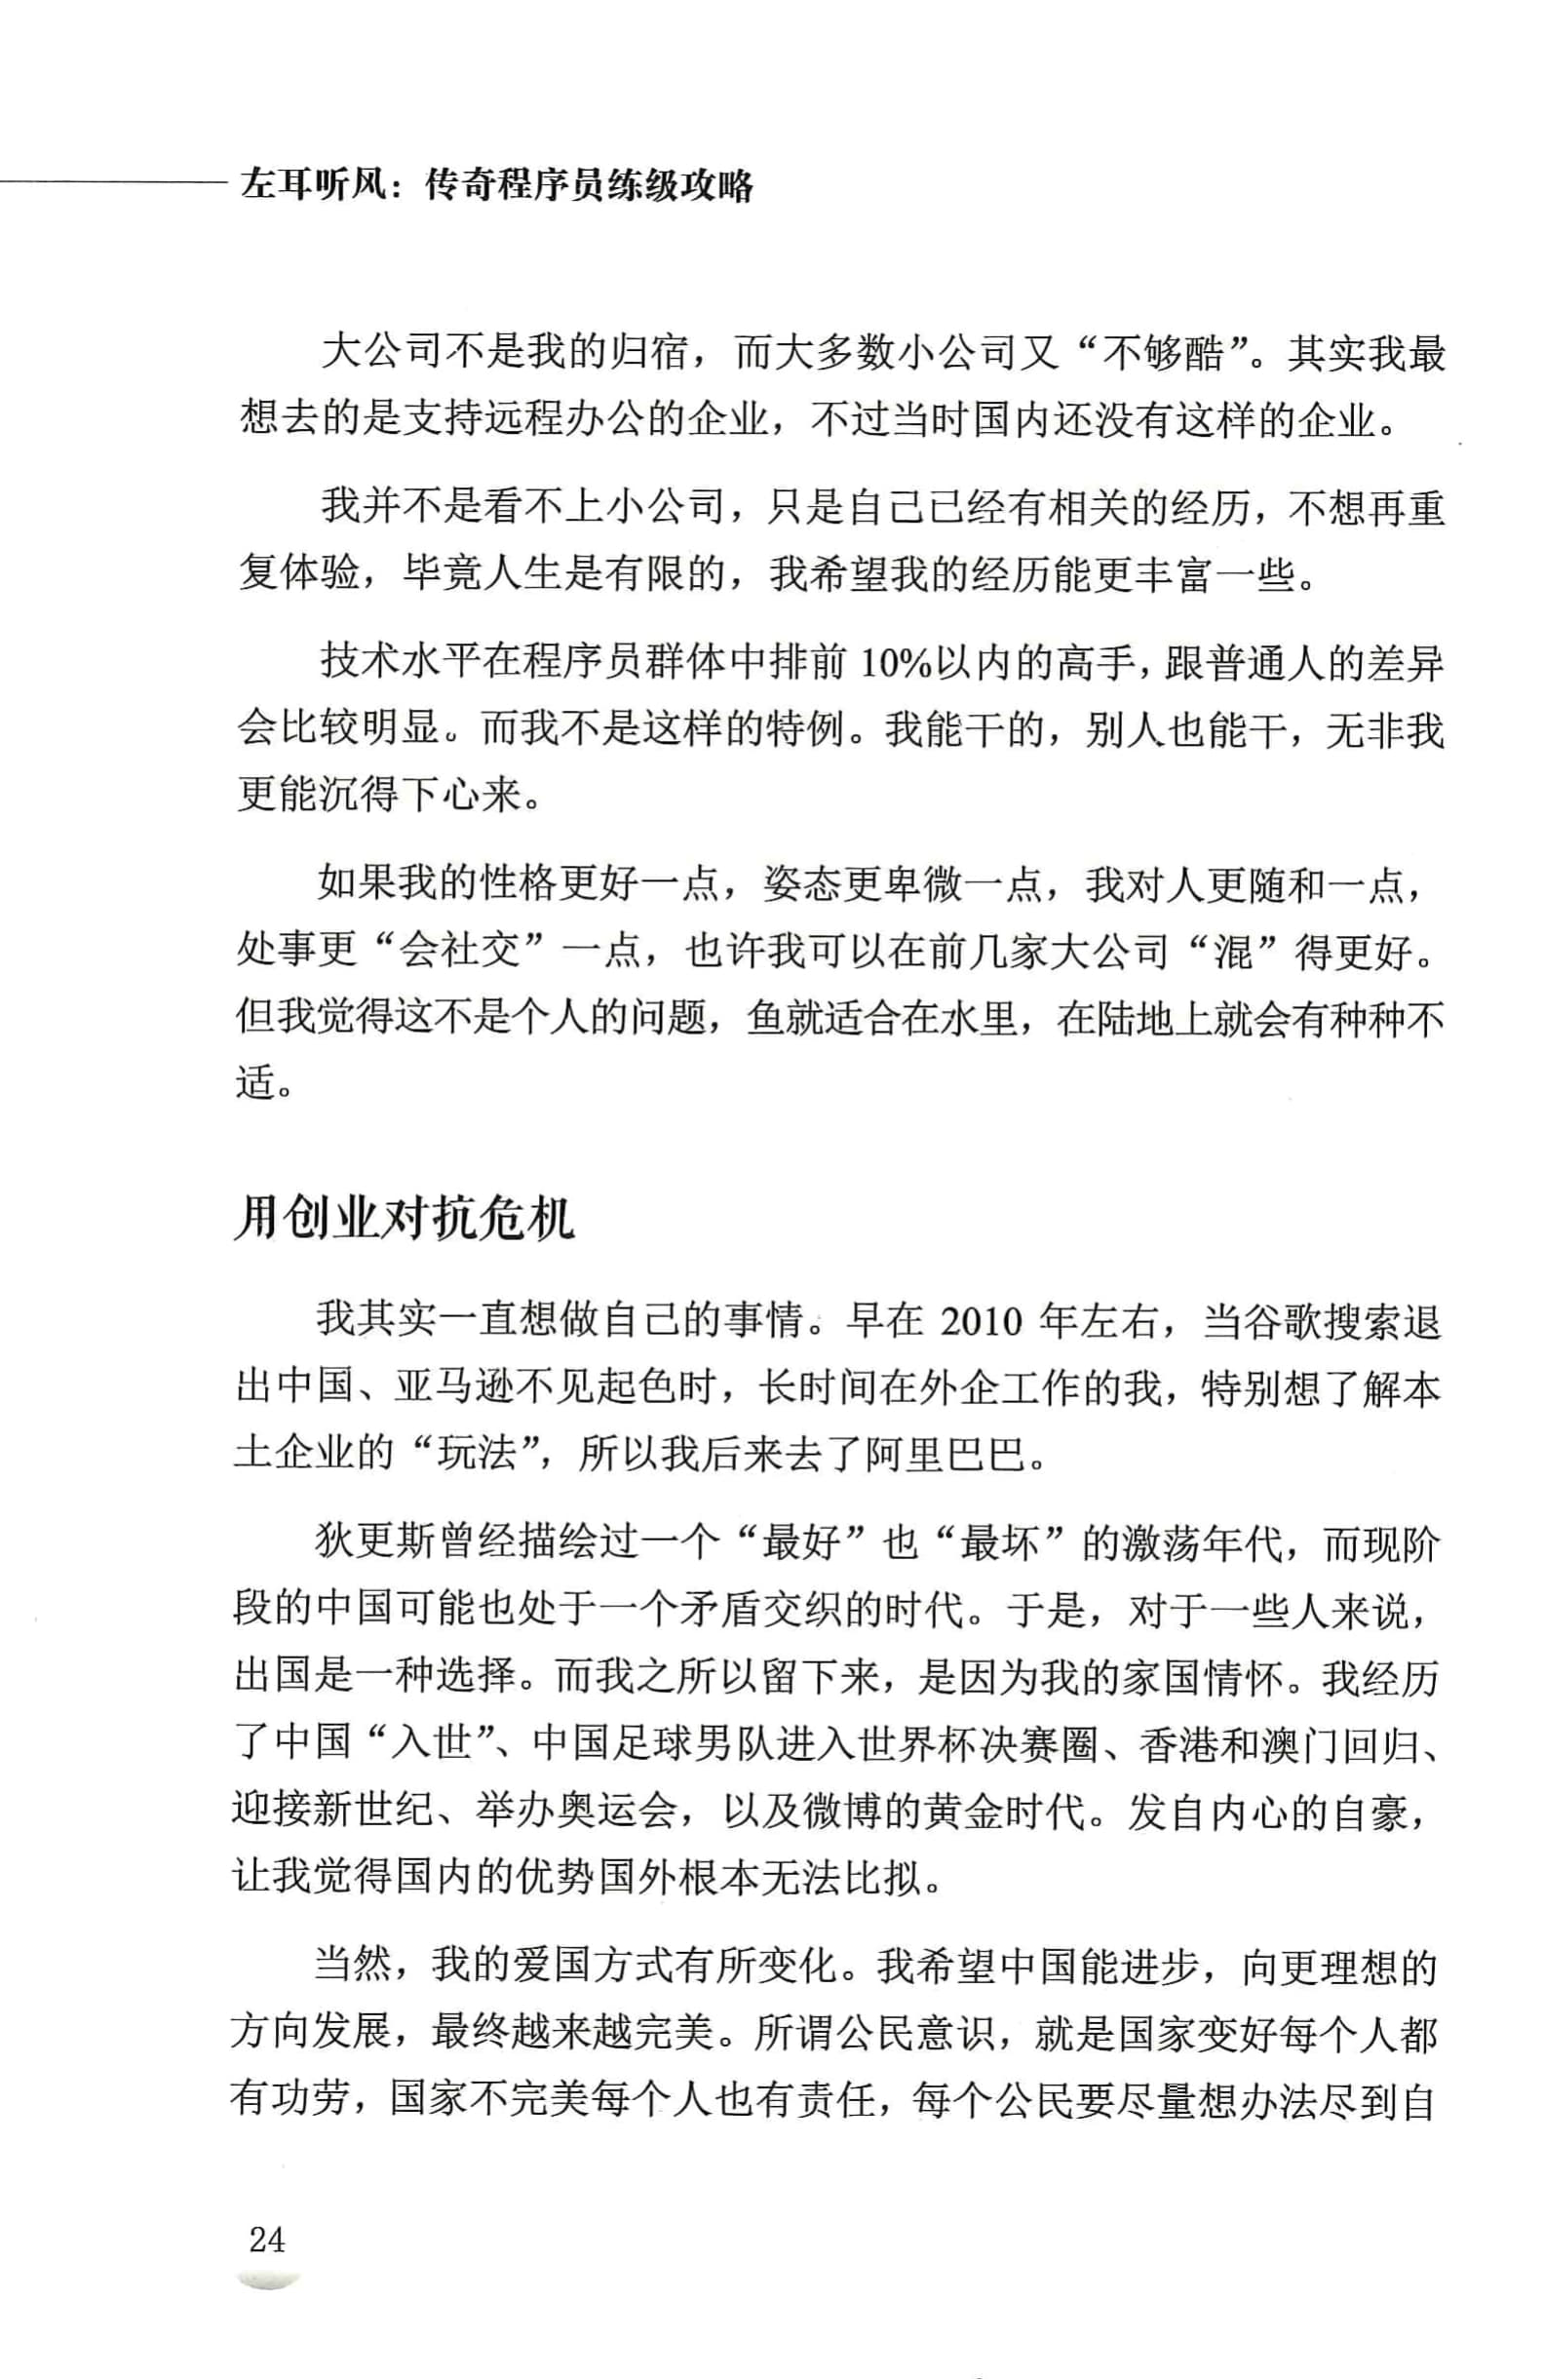 左耳听风：传奇程序员练级攻略
大公司不是我的归宿，而大多数小公司又“不够酷”。其实我最
想去的是支持远程办公的企业，不过当时国内还没有这样的企业。
我并不是看不上小公司，只是自己已经有相关的经历，不想再重
复体验，毕竟人生是有限的，我希望我的经历能更丰富一些。
技术水平在程序员群体中排前 10%以内的高手，跟普通人的差异
会比较明显。而我不是这样的特例。我能干的，别人也能干，无非我
更能沉得下心来。
如果我的性格更好一点，姿态更卑微一点，我对人更随和一点，
处事更“会社交”一点，也许我可以在前几家大公司“混”得更好。
但我觉得这不是个人的问题，鱼就适合在水里，在陆地上就会有种种不
适。
用创业对抗危机
我其实一直想做自己的事情。早在 2010 年左右，当谷歌搜索退
出中国、亚马逊不见起色时，长时间在外企工作的我，特别想了解本
土企业的“玩法”，所以我后来去了阿里巴巴。
狄更斯曾经描绘过一个“最好”也“最坏”的激荡年代，而现阶
段的中国可能也处于一个矛盾交织的时代。于是，对于一些人来说，
出国是一种选择。而我之所以留下来，是因为我的家国情怀。我经历
了中国“入世”、中国足球男队进入世界杯决赛圈、香港和澳门回归、
迎接新世纪、举办奥运会，以及微博的黄金时代。发自内心的自豪，
让我觉得国内的优势国外根本无法比拟。
当然，我的爱国方式有所变化。我希望中国能进步，向更理想的
方向发展，最终越来越完美。所谓公民意识，就是国家变好每个人都
有功劳，国家不完美每个人也有责任，每个公民要尽量想办法尽到自
24